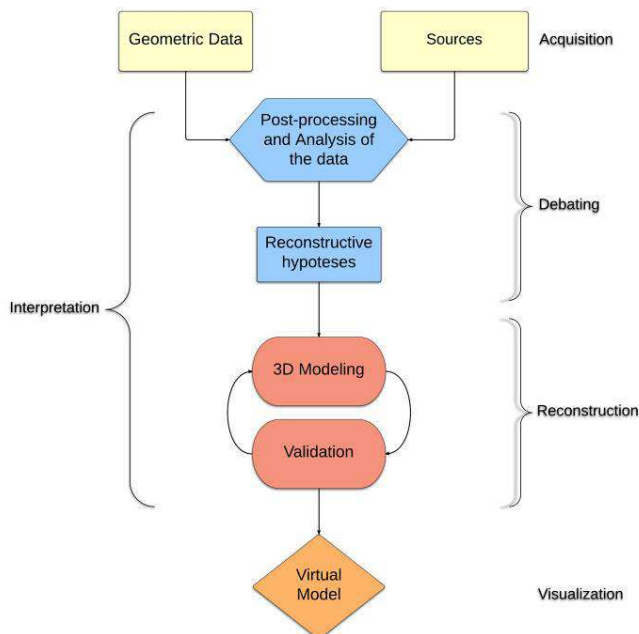 Geometric Data
Sources
Acquisition
Post-processing
and Analysis of
the data
Debating
Reconstructive
hypoteses
Interpretation
3D Modeling
Reconstruction
Validation
Virtual
Model
Visualization